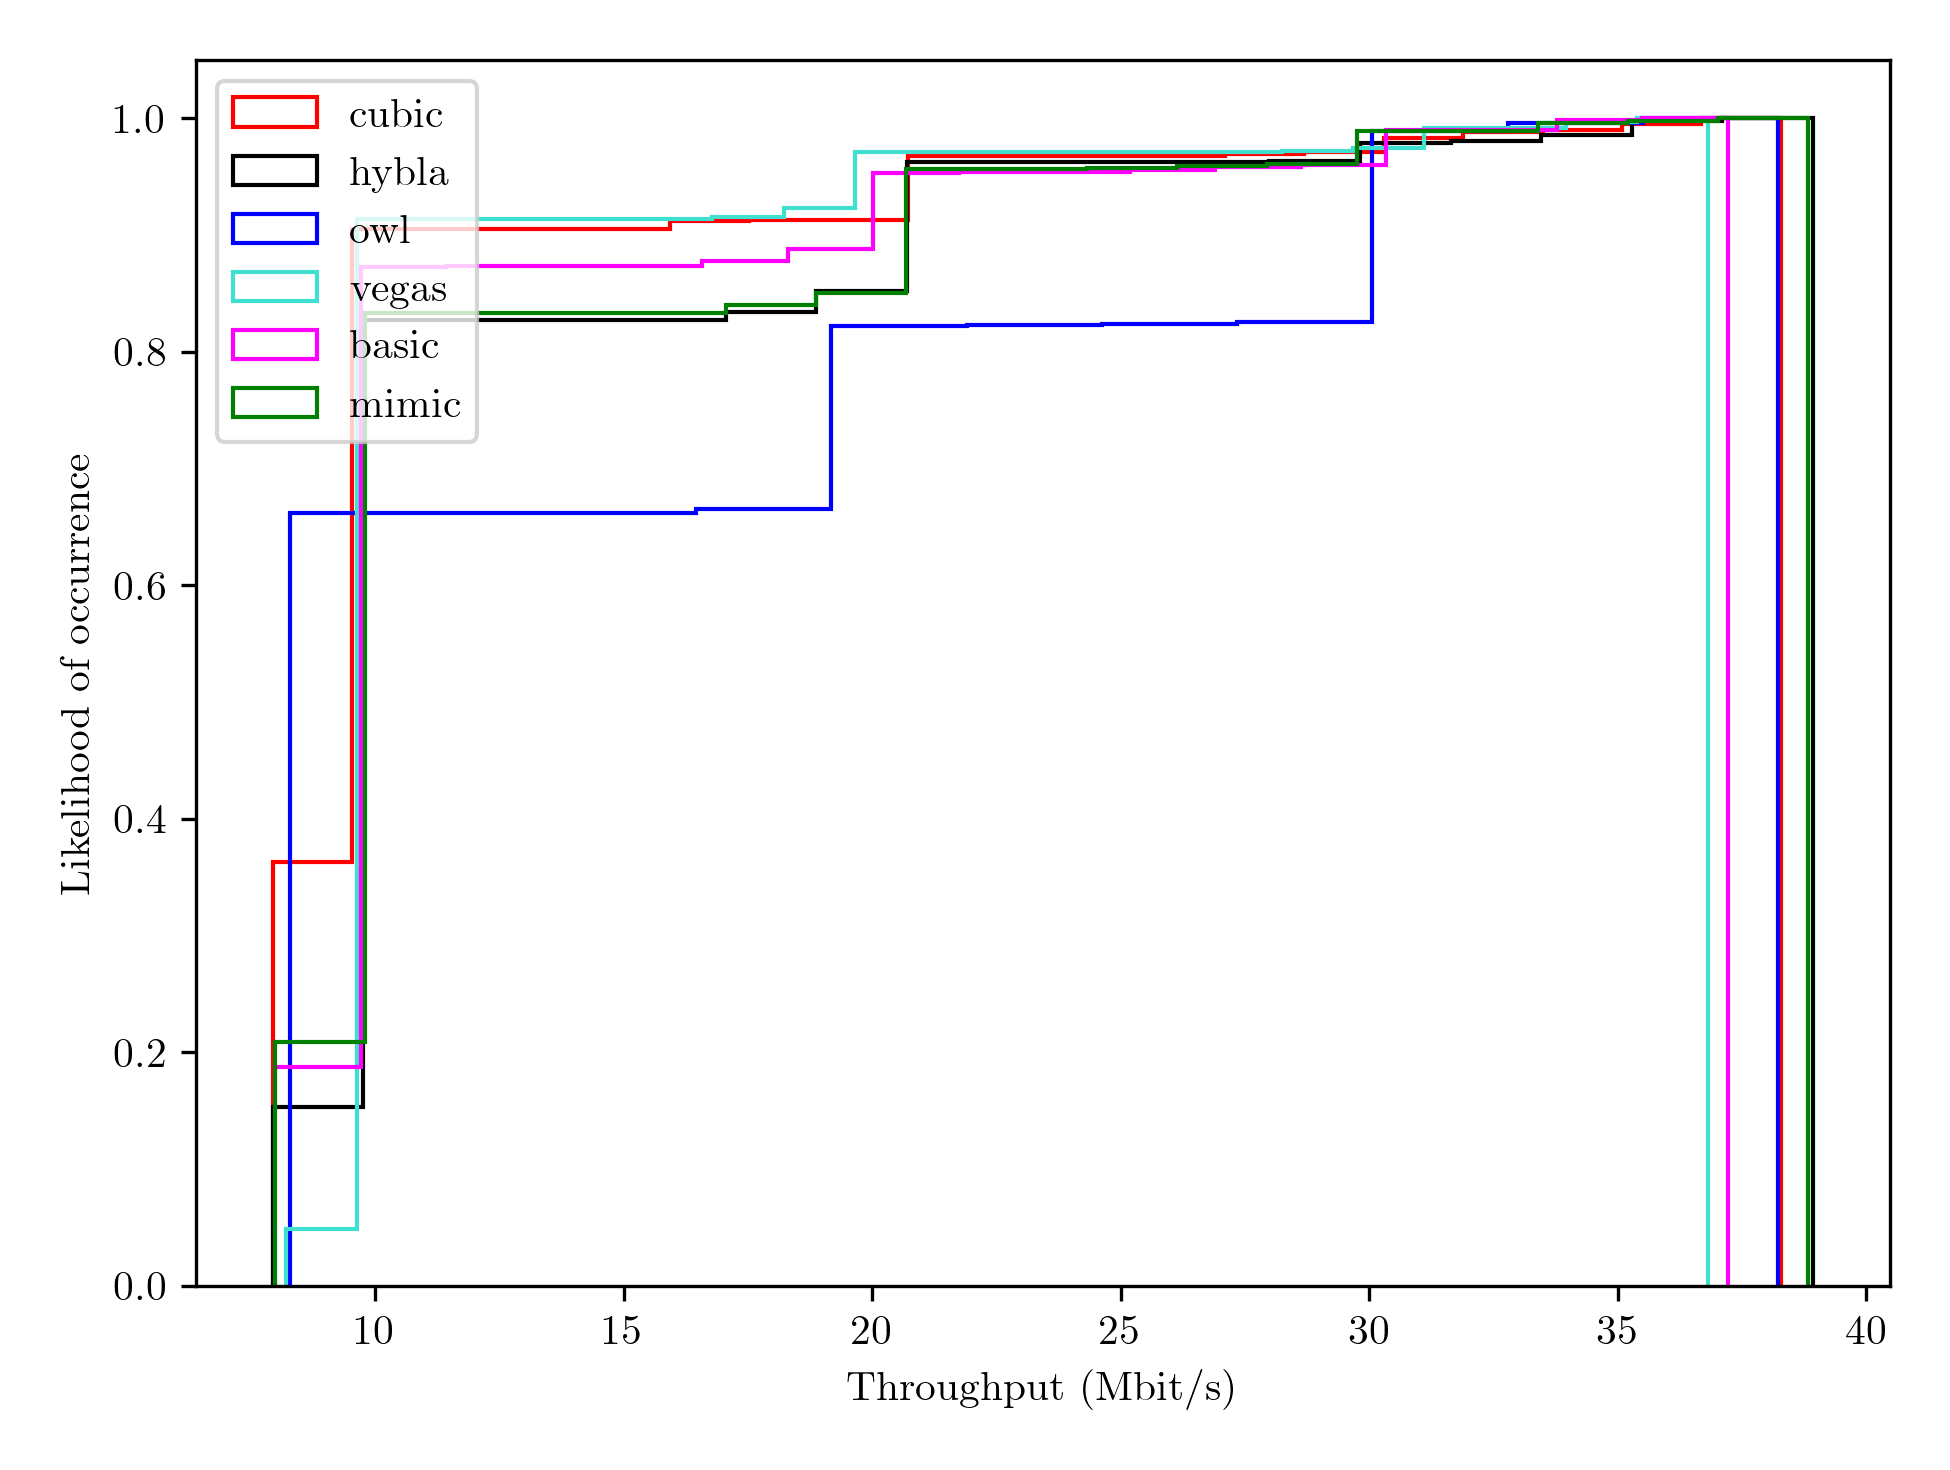 1.0
0.8
0.6
0.4
0.2
0.0
Likelihood of occurrence
cubic
hybla
owl
vegas
basic
mimic
10 15 20 25 30 35 40
Throughput (Mbit/s)